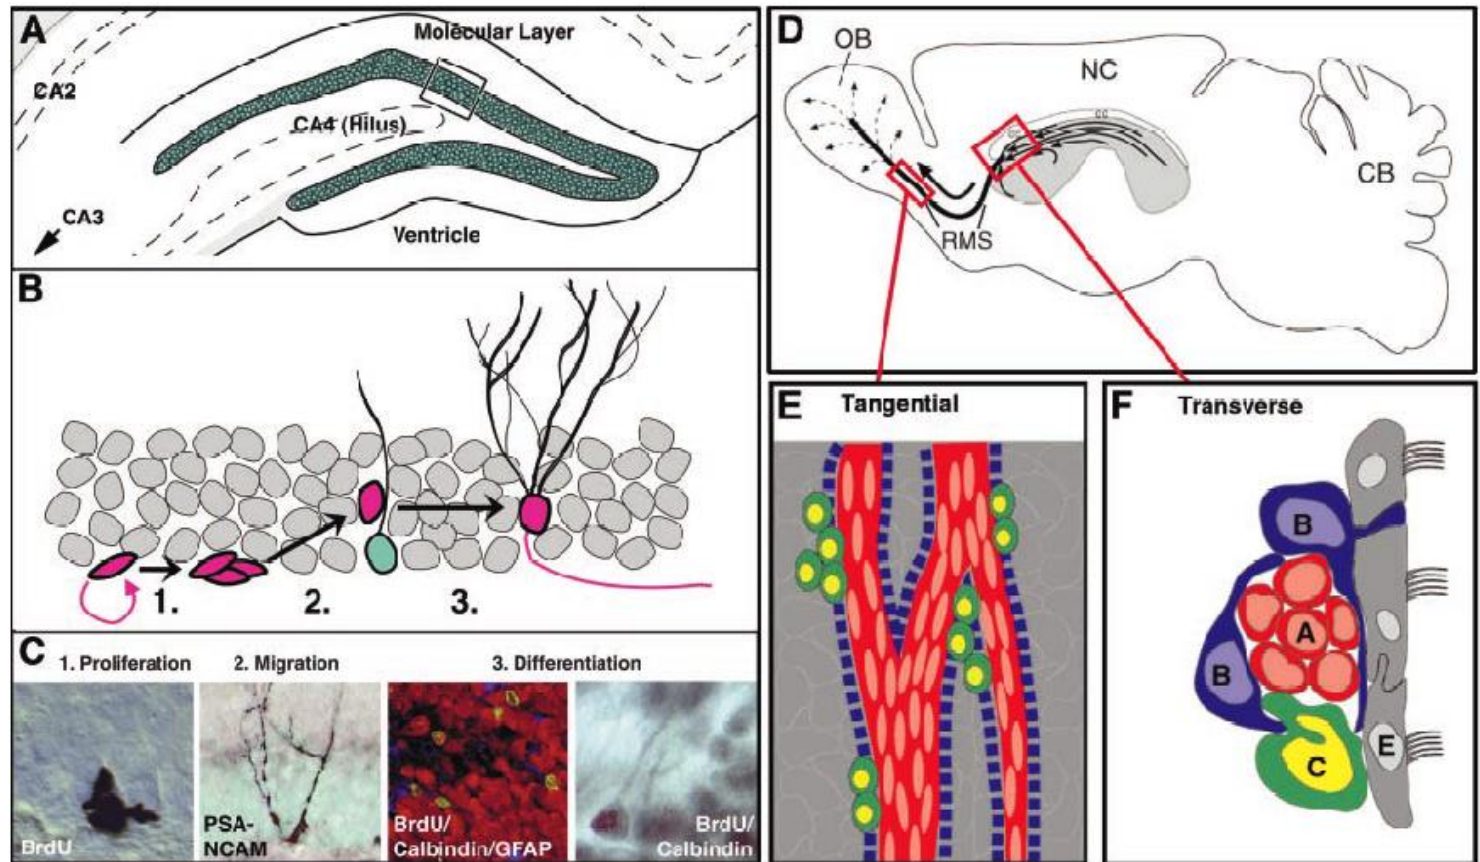 A
Molecular Layer
CA2
CA4 (Hilus)
CA3
Ventricle
B
1.
2.
3.
C
1. Proliferation
2. Migration
3. Differentiation
BrdU
PSA-
NCAM
BrdU/
Calbindin/GFAP
BrdU/
Calbindin
D
OB
NC
cc
CB
RMS
E
Tangential
F
Transverse
B
A
B
E
C